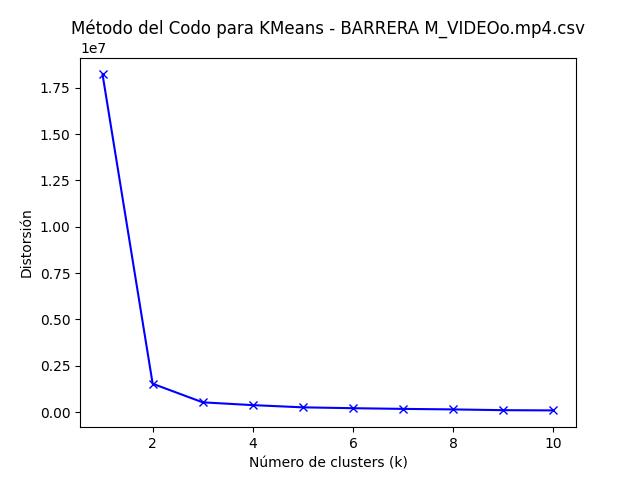 Método del Codo para KMeans - BARRERA M_VIDEOo.mp4.csv
1e7
1.75
1.50
1.25
1.00
0.75
0.50
0.25
0.00
Distorsión
2 4 6 8 10
Número de clusters (k)